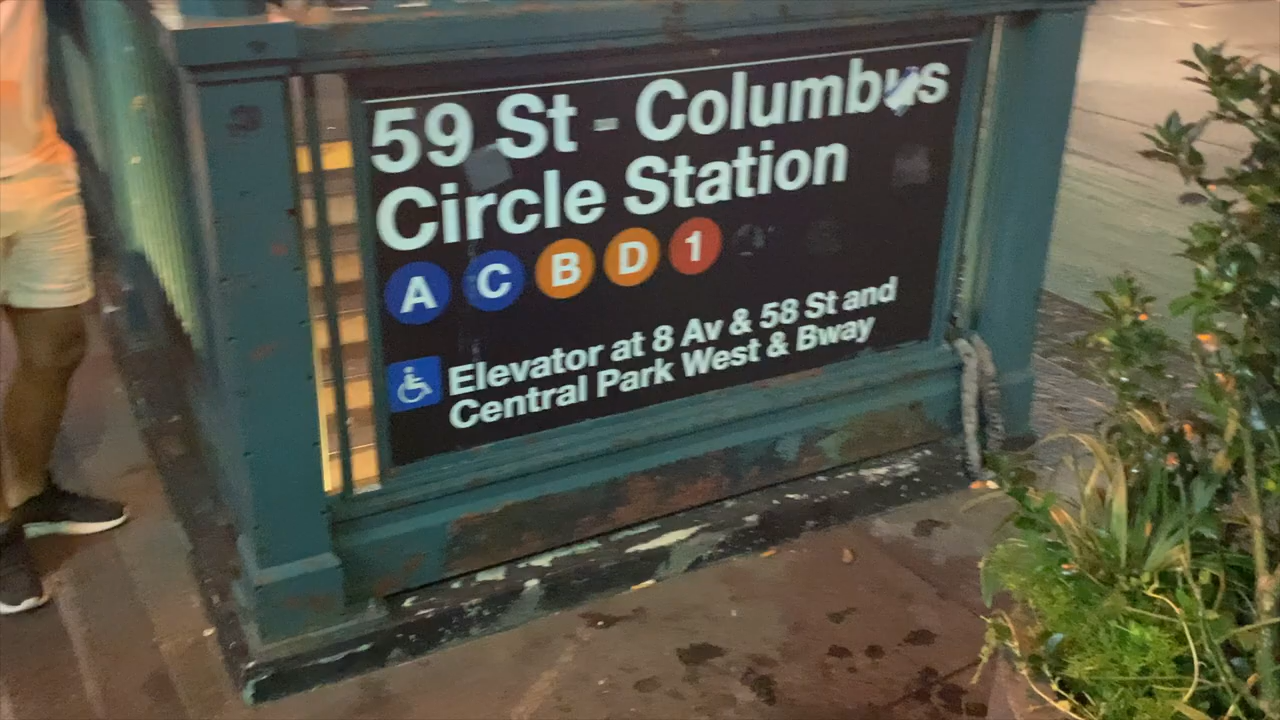 59 St - Columbus
Circle Station
A C B D 1
Elevator at 8 Av & 58 St and
Central Park West & Bway